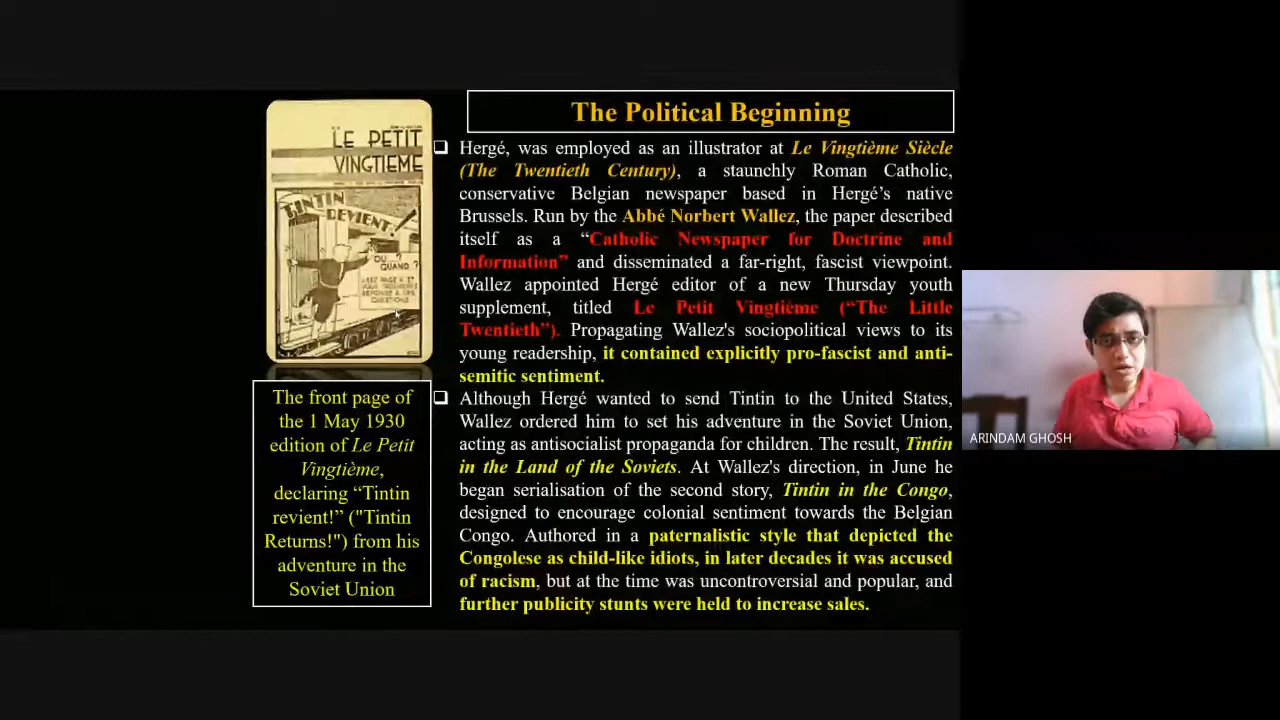 LE PETIT
VINGTIEME
TINTIN
REVIENT!
OU ?
QUAND ?
The front page of
the 1 May 1930
edition of Le Petit
Vingtième,
declaring “Tintin
revient!” ("Tintin
Returns!") from his
adventure in the
Soviet Union
The Political Beginning
❑ Hergé, was employed as an illustrator at Le Vingtième Siècle
(The Twentieth Century), a staunchly Roman Catholic,
conservative Belgian newspaper based in Hergé’s native
Brussels. Run by the Abbé Norbert Wallez, the paper described
itself as a “Catholic Newspaper for Doctrine and
Information” and disseminated a far-right, fascist viewpoint.
Wallez appointed Hergé editor of a new Thursday youth
supplement, titled Le Petit Vingtième (“The Little
Twentieth”). Propagating Wallez's sociopolitical views to its
young readership, it contained explicitly pro-fascist and anti-
semitic sentiment.
❑ Although Hergé wanted to send Tintin to the United States,
Wallez ordered him to set his adventure in the Soviet Union,
acting as antisocialist propaganda for children. The result, Tintin
in the Land of the Soviets. At Wallez's direction, in June he
began serialisation of the second story, Tintin in the Congo,
designed to encourage colonial sentiment towards the Belgian
Congo. Authored in a paternalistic style that depicted the
Congolese as child-like idiots, in later decades it was accused
of racism, but at the time was uncontroversial and popular, and
further publicity stunts were held to increase sales.
ARINDAM GHOSH